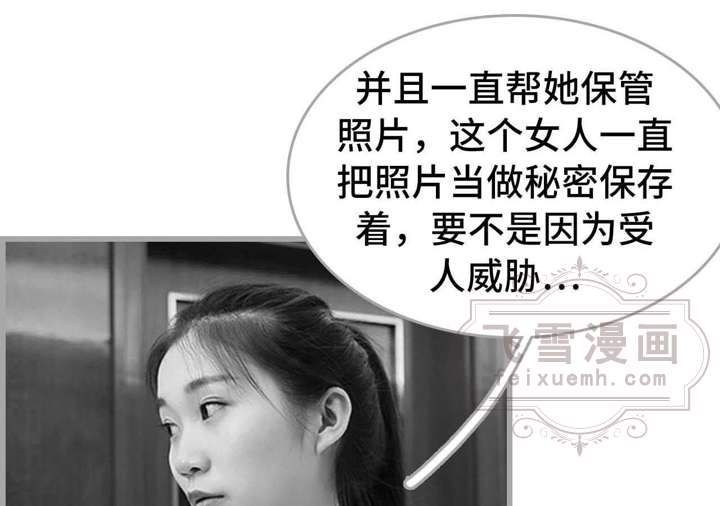 并且一直帮她保管
照片，这个女人一直
把照片当做秘密保存
着，要不是因为受
人威胁…
飞雪漫画
feixuemh.com